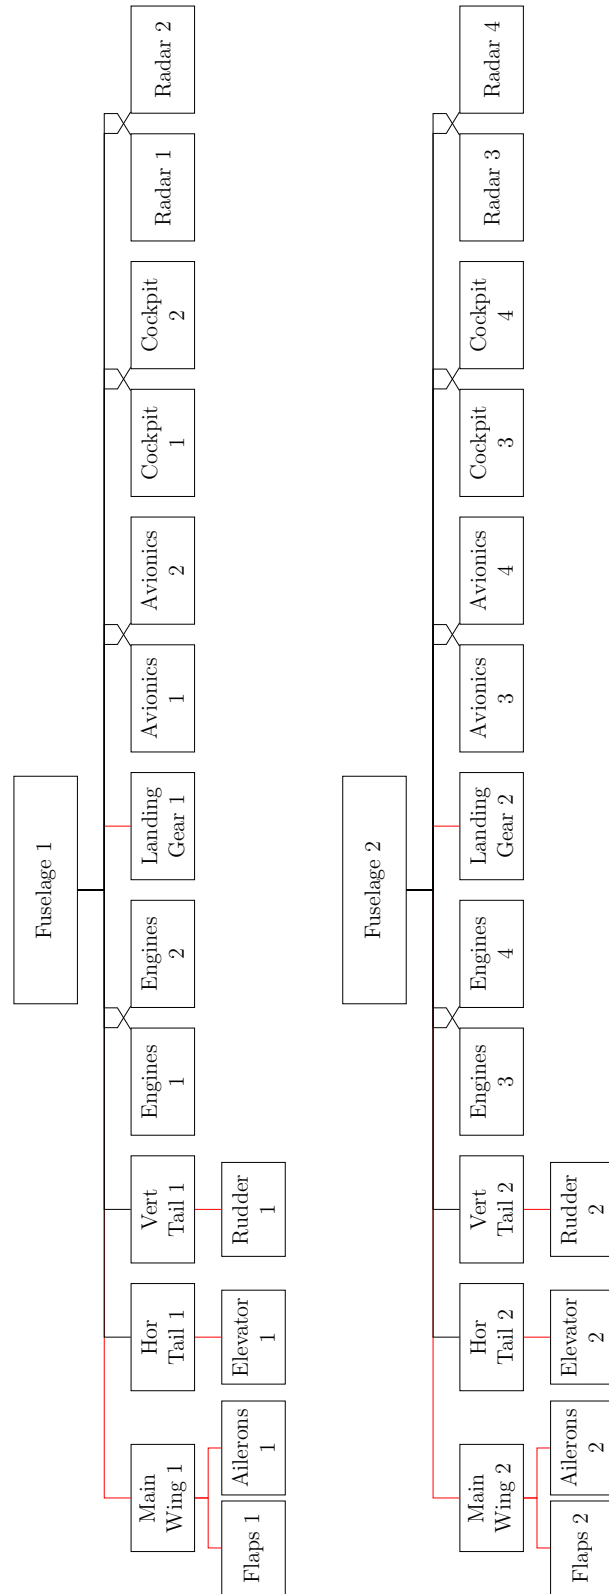 Fuselage 1
Main
Wing 1
Flaps 1
Ailerons
1
Hor
Tail 1
Elevator
1
Vert
Tail 1
Rudder
1
Engines
1
Engines
2
Landing
Gear 1
Avionics
1
Avionics
2
Cockpit
1
Cockpit
2
Radar 1
Radar 2
Fuselage 2
Main
Wing 2
Flaps 2
Ailerons
2
Hor
Tail 2
Elevator
2
Vert
Tail 2
Rudder
2
Engines
3
Engines
4
Landing
Gear 2
Avionics
3
Avionics
4
Cockpit
3
Cockpit
4
Radar 3
Radar 4